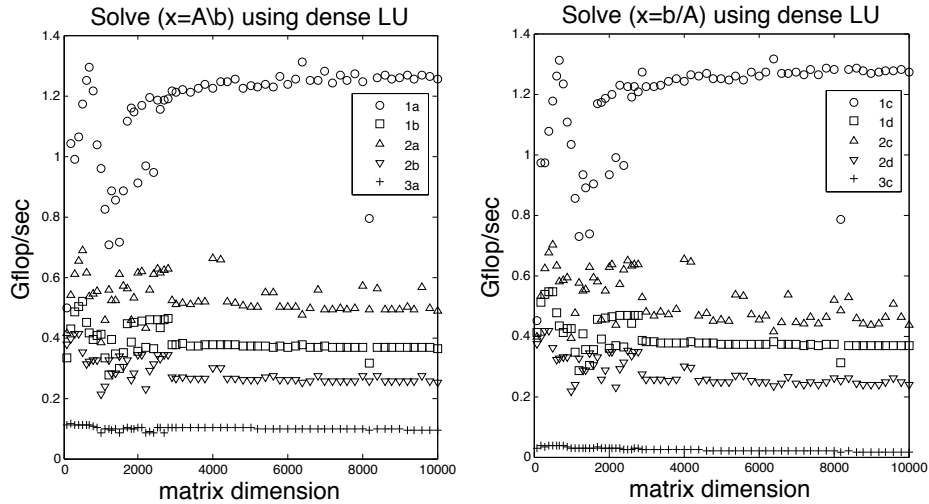 Solve (x=A\b) using dense LU
1.4
1.2
1
0.8
0.6
0.4
0.2
0
Gflop/sec
1a
1b
2a
2b
3a
0 2000 4000 6000 8000 10000
matrix dimension
Solve (x=b/A) using dense LU
1.4
1.2
1
0.8
0.6
0.4
0.2
0
Gflop/sec
1c
1d
2c
2d
3c
0 2000 4000 6000 8000 10000
matrix dimension